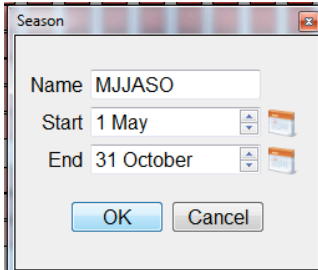 Season
Name MJJASO
Start 1 May
End 31 October
OK Cancel